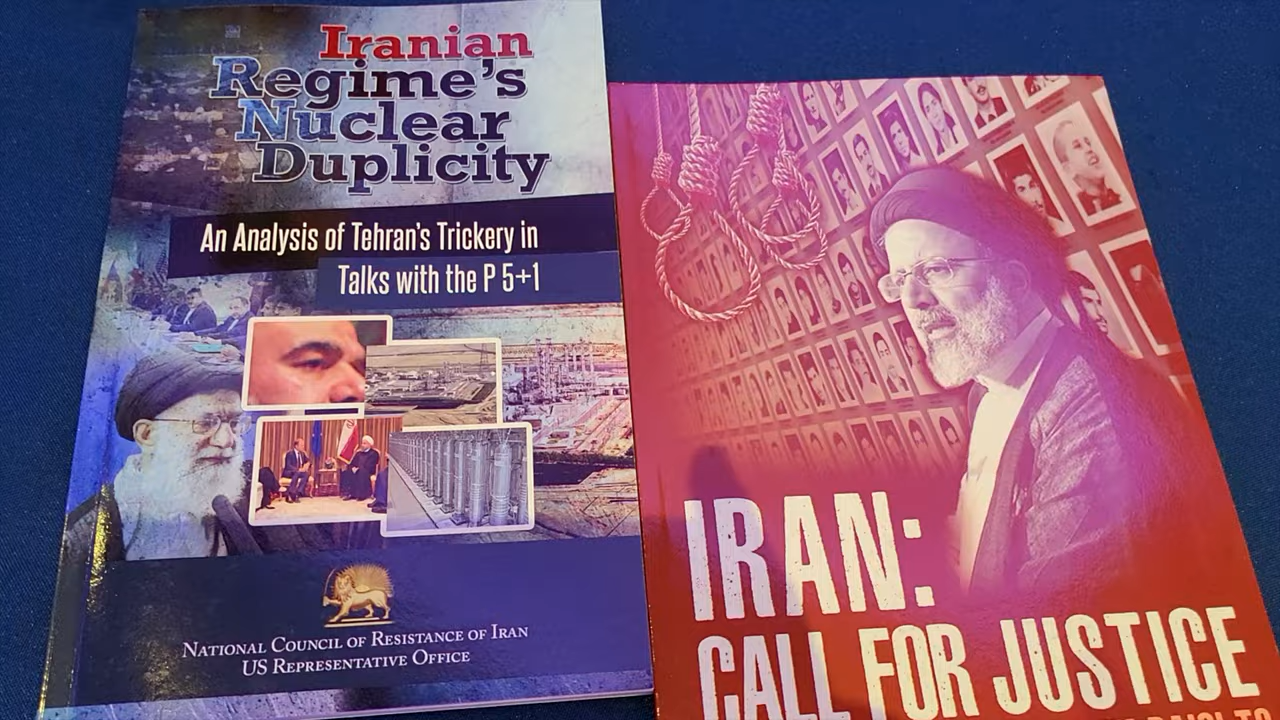 Iranian
Regime's
Nuclear
Duplicity
An Analysis of Tehran's Trickery in
Talks with the P 5+1
NATIONAL COUNCIL OF RESISTANCE OF IRAN
US REPRESENTATIVE OFFICE
IRAN:
CALL FOR JUSTICE